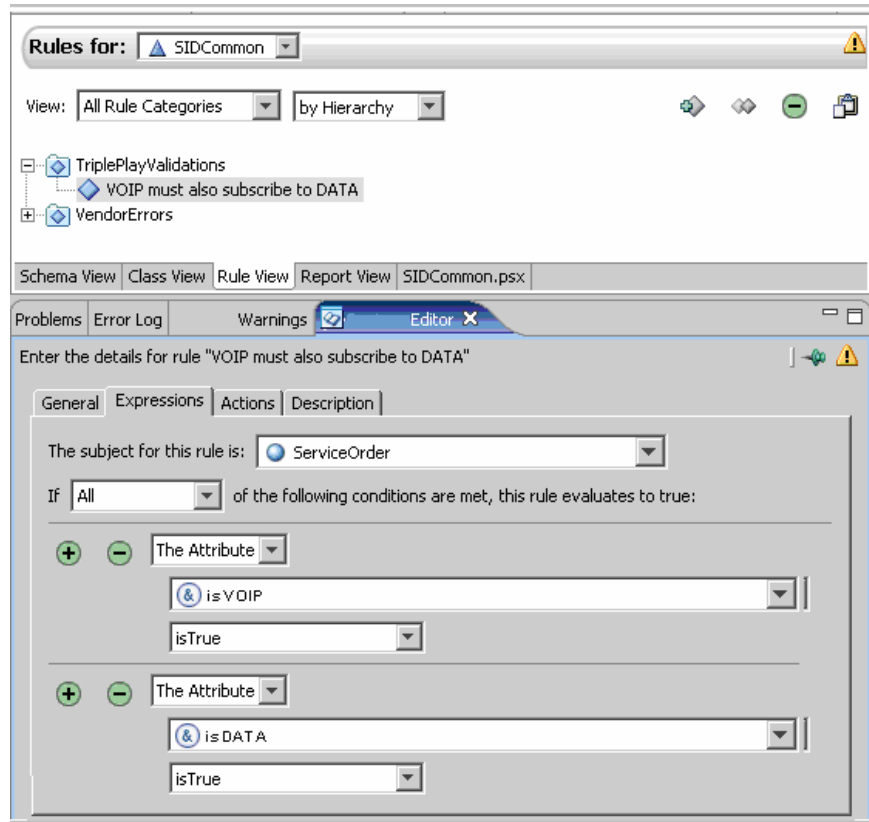 Rules for: SIDCommon
View: All Rule Categories by Hierarchy
TriplePlayValidations
VOIP must also subscribe to DATA
VendorErrors
Schema View Class View Rule View Report View SIDCommon.psx
Problems Error Log Warnings Editor
Enter the details for rule "VOIP must also subscribe to DATA"
General Expressions Actions Description
The subject for this rule is: ServiceOrder
If All of the following conditions are met, this rule evaluates to true:
The Attribute
& isVOIP
isTrue
The Attribute
& isDATA
isTrue